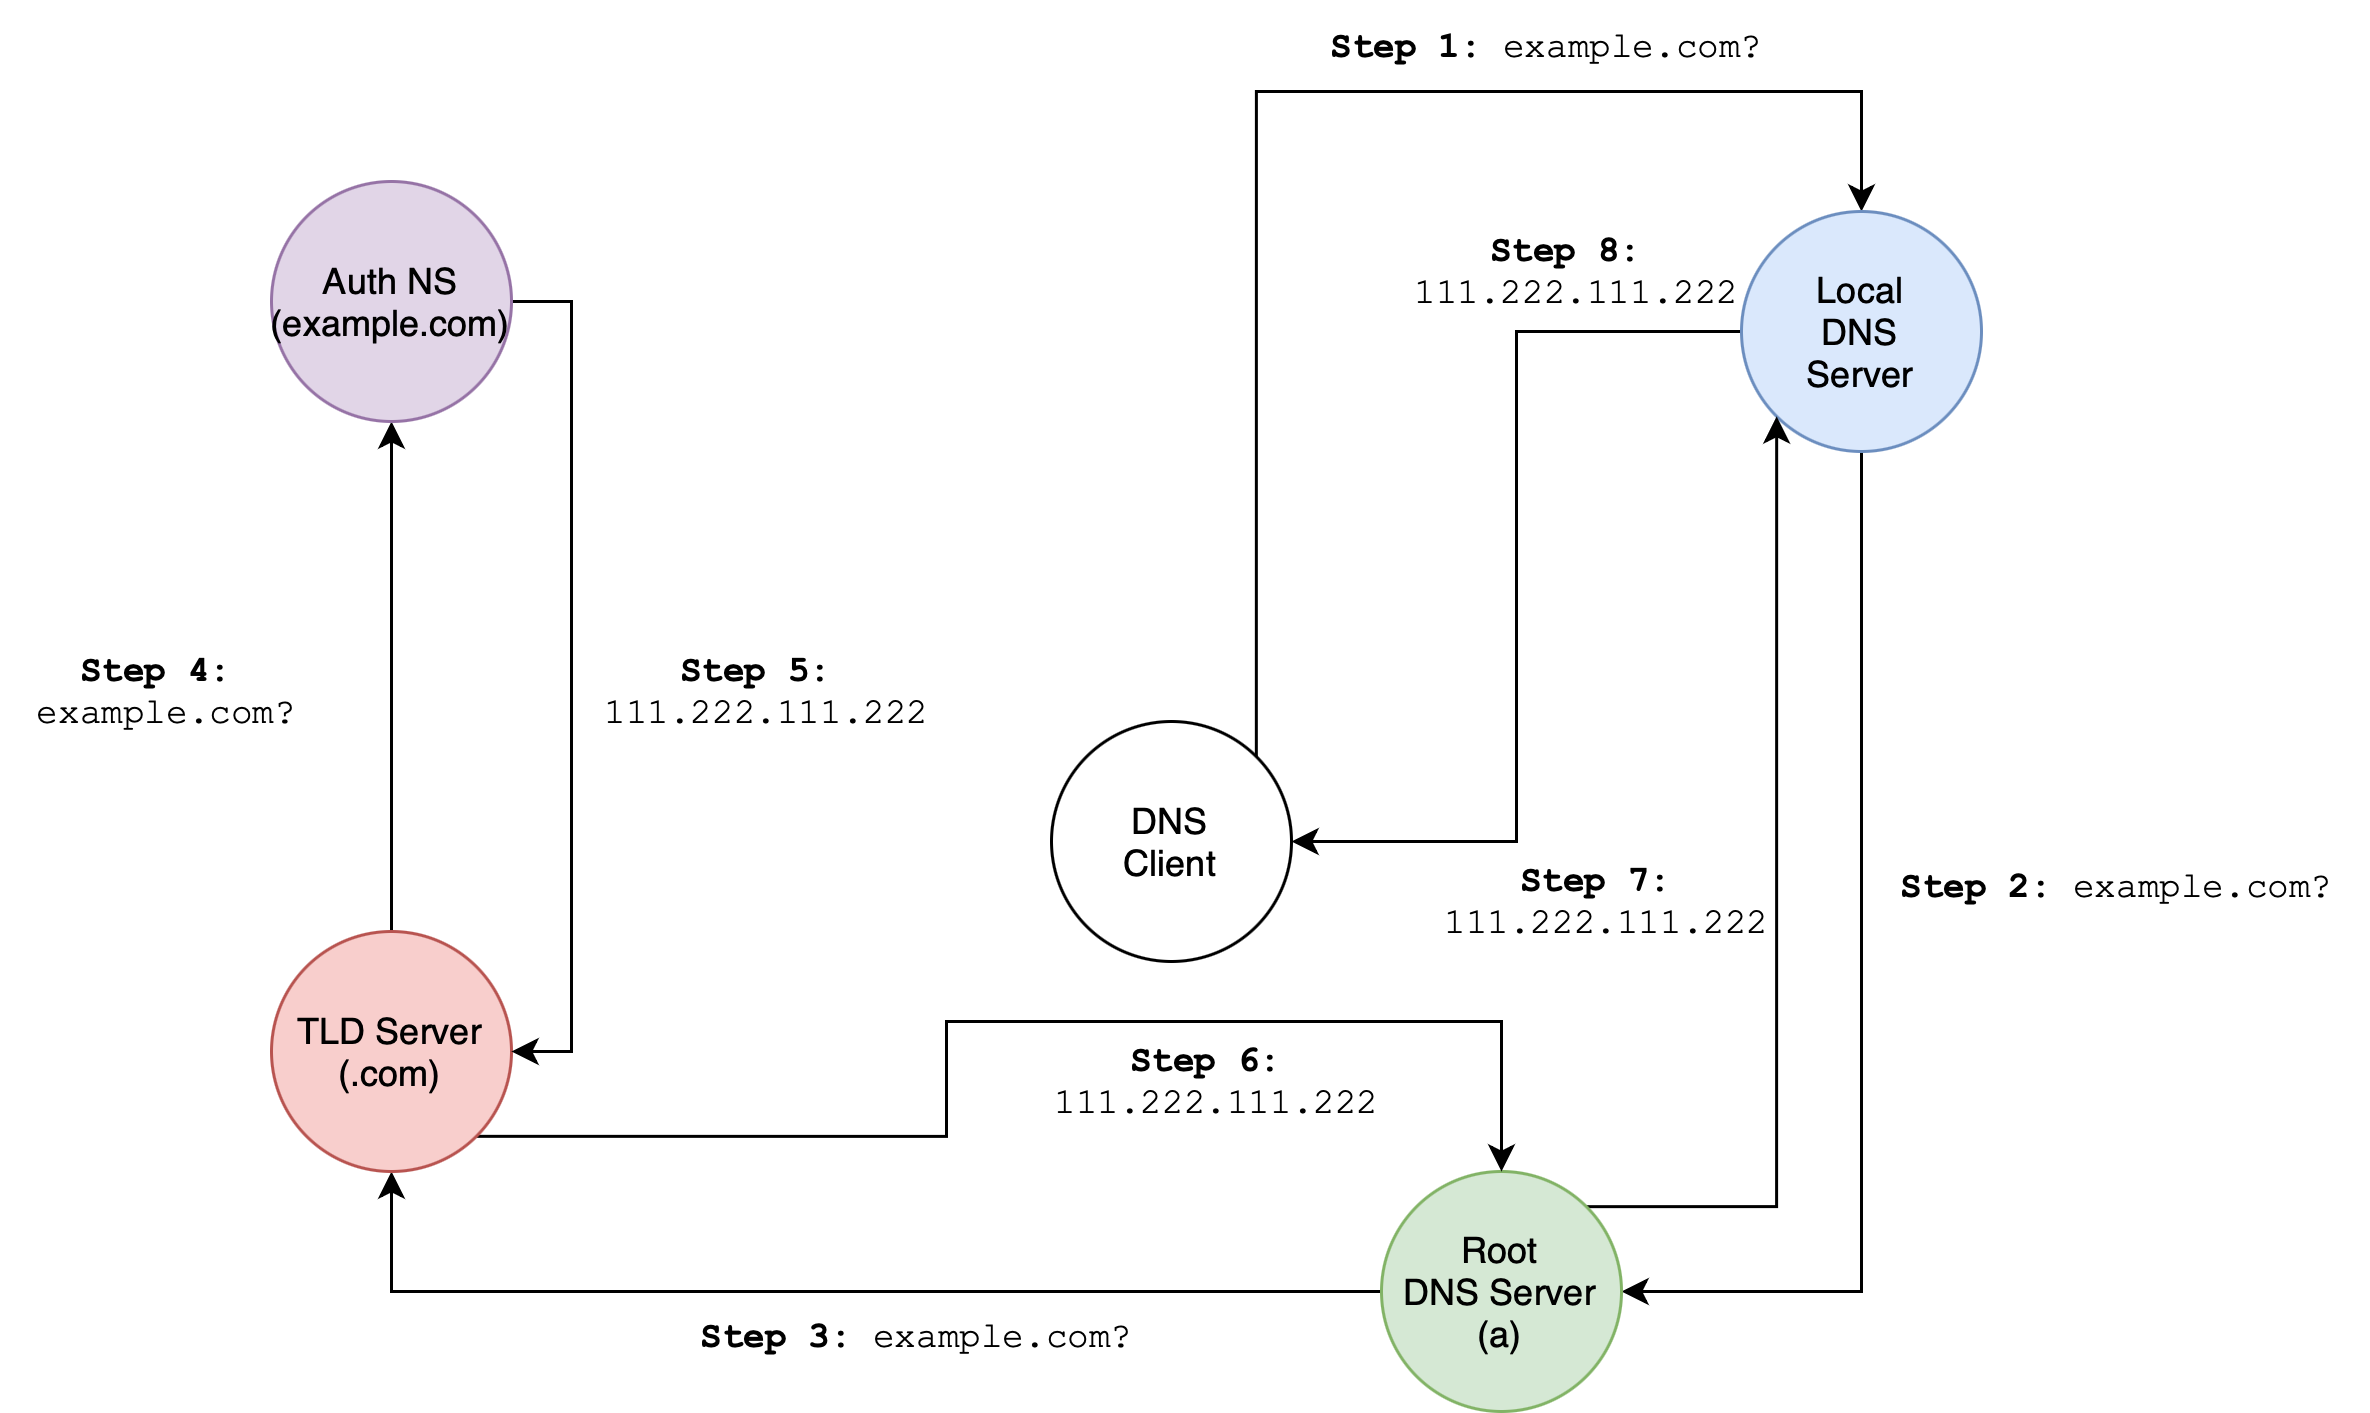 Step 1: example.com?
Step 8:
111.222.111.222
Local
DNS
Server
Auth NS
(example.com)
Step 4:
example.com?
Step 5:
111.222.111.222
DNS
Client
Step 7:
111.222.111.222
Step 2: example.com?
TLD Server
(.com)
Step 6:
111.222.111.222
Root
DNS Server
(a)
Step 3: example.com?